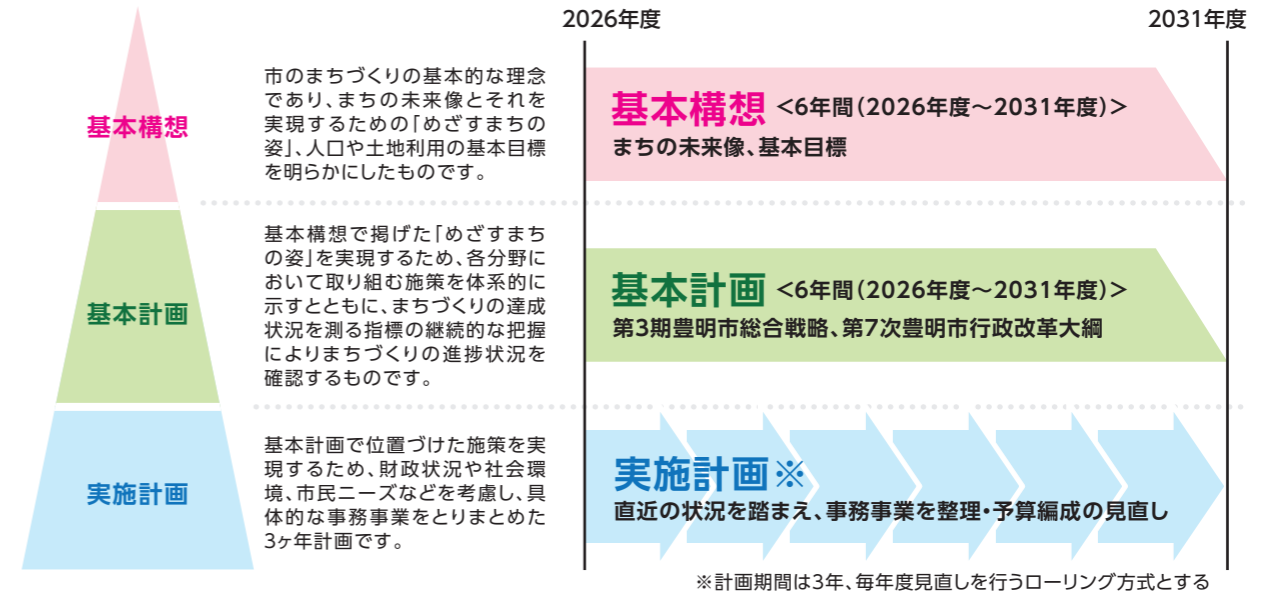 2026年度
2031年度
基本構想
市のまちづくりの基本的な理念
であり、まちの未来像とそれを
実現するための「めざすまちの
姿」、人口や土地利用の基本目標
を明らかにしたものです。
基本構想 <6年間(2026年度~2031年度)>
まちの未来像、基本目標
基本計画
基本構想で掲げた「めざすまち
の姿」を実現するため、各分野に
おいて取り組む施策を体系的に
示すとともに、まちづくりの達成
状況を測る指標の継続的な把握
によりまちづくりの進捗状況を
確認するものです。
基本計画 <6年間(2026年度~2031年度)>
第3期豊明市総合戦略、第7次豊明市行政改革大綱
実施計画
基本計画で位置づけた施策を実
現するため、財政状況や社会環
境、市民ニーズなどを考慮し、具
体的な事務事業をとりまとめた
3ヶ年計画です。
実施計画※
直近の状況を踏まえ、事務事業を整理・予算編成の見直し
※計画期間は3年、毎年度見直しを行うローリング方式とする